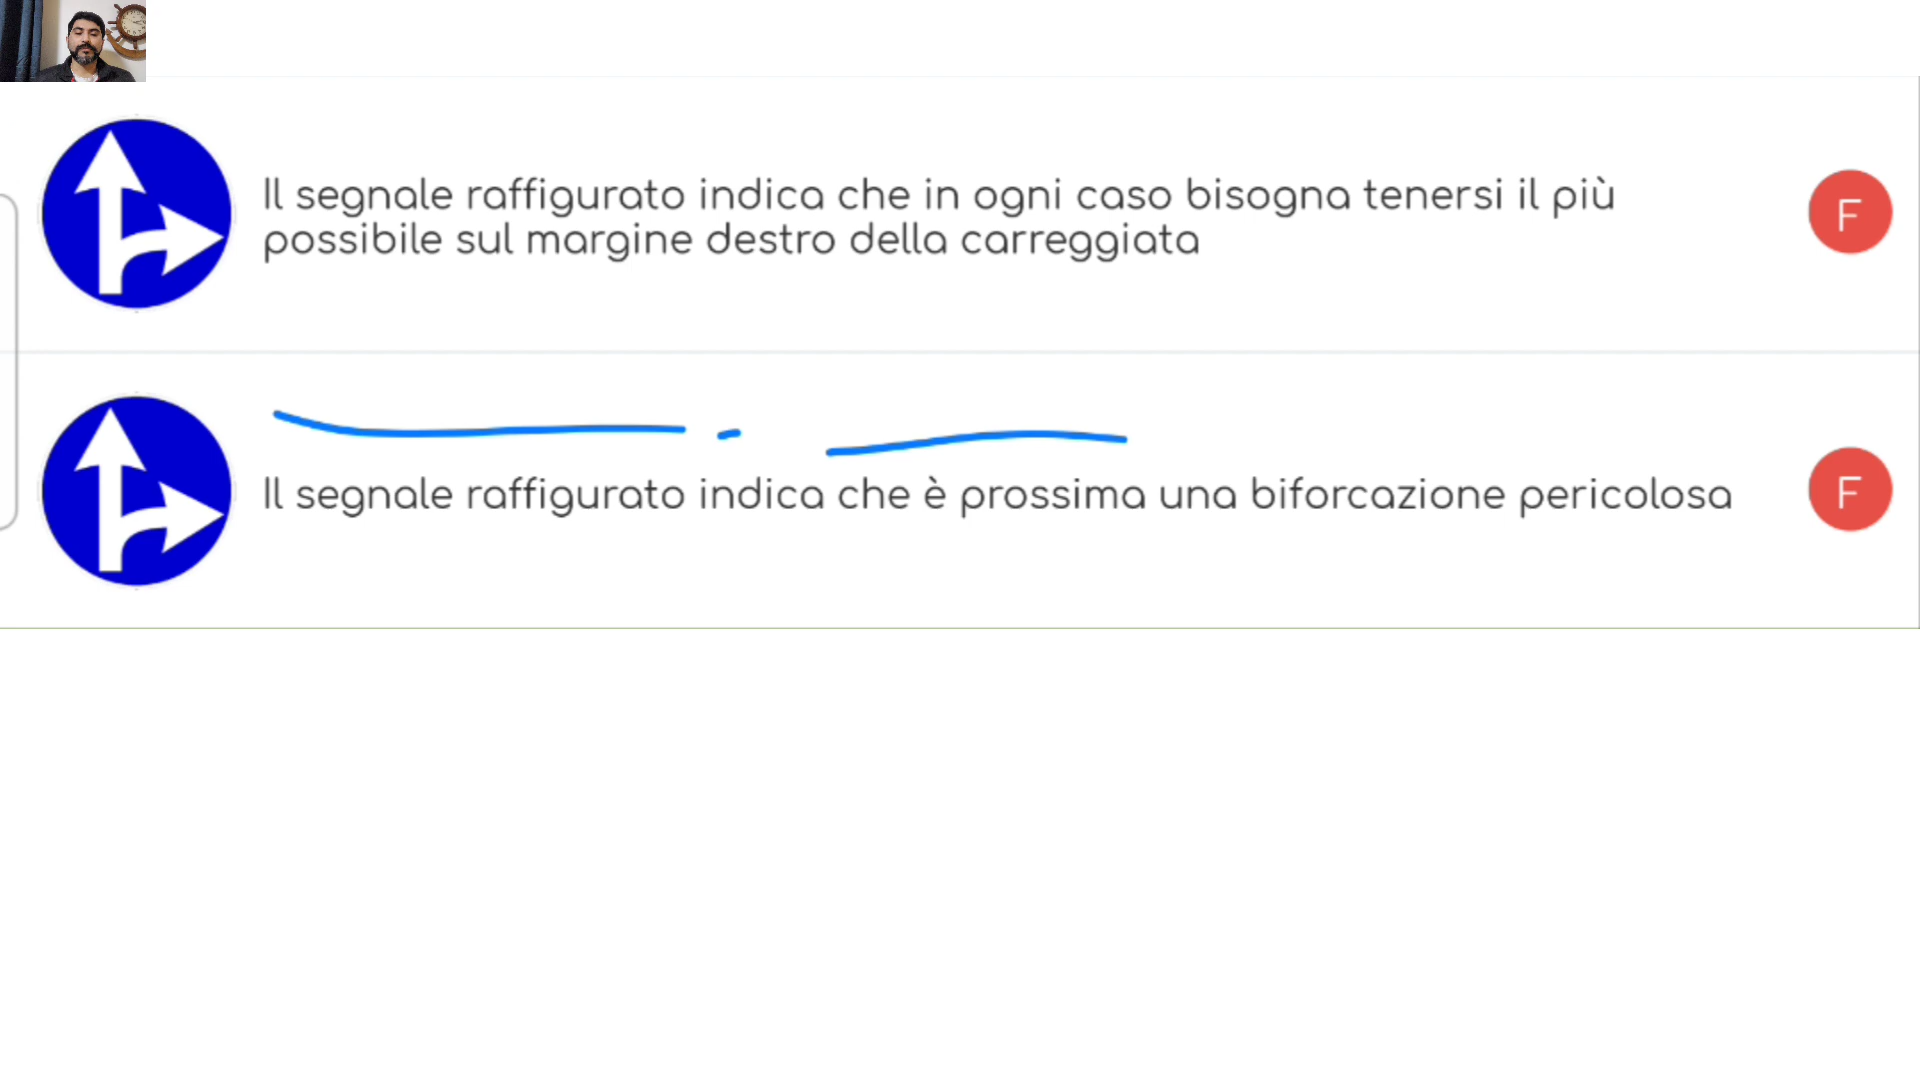 Il segnale raffigurato indica che in ogni caso bisogna tenersi il più
possibile sul margine destro della carreggiata
F
Il segnale raffigurato indica che è prossima una biforcazione pericolosa
F